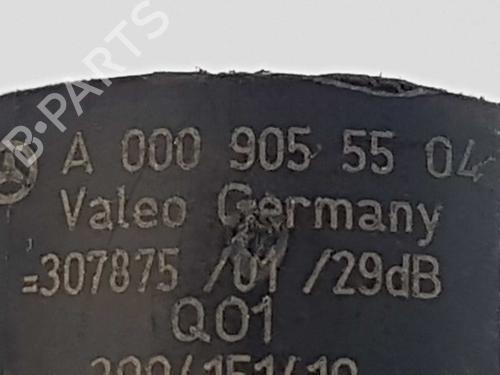 B-PARTS
A 000 905 55 04
Valeo Germany
=307875 /01 /29dB
Q01